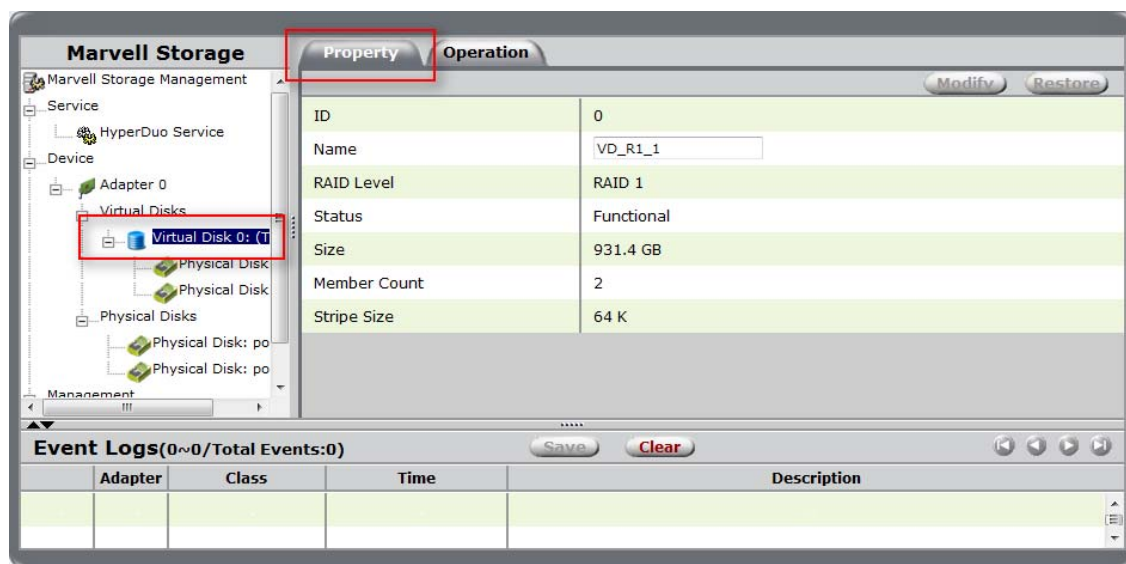 Marvell Storage
Property
Operation
Marvell Storage Management
Service
HyperDuo Service
Device
Adapter 0
Virtual Disks
Virtual Disk 0: (T
Physical Disk
Physical Disk
Physical Disks
Physical Disk: po
Physical Disk: po
Management
Modify Restore
ID 0
Name VD_R1_1
RAID Level RAID 1
Status Functional
Size 931.4 GB
Member Count 2
Stripe Size 64 K
Event Logs(0~0/Total Events:0) Save Clear
Adapter Class Time Description